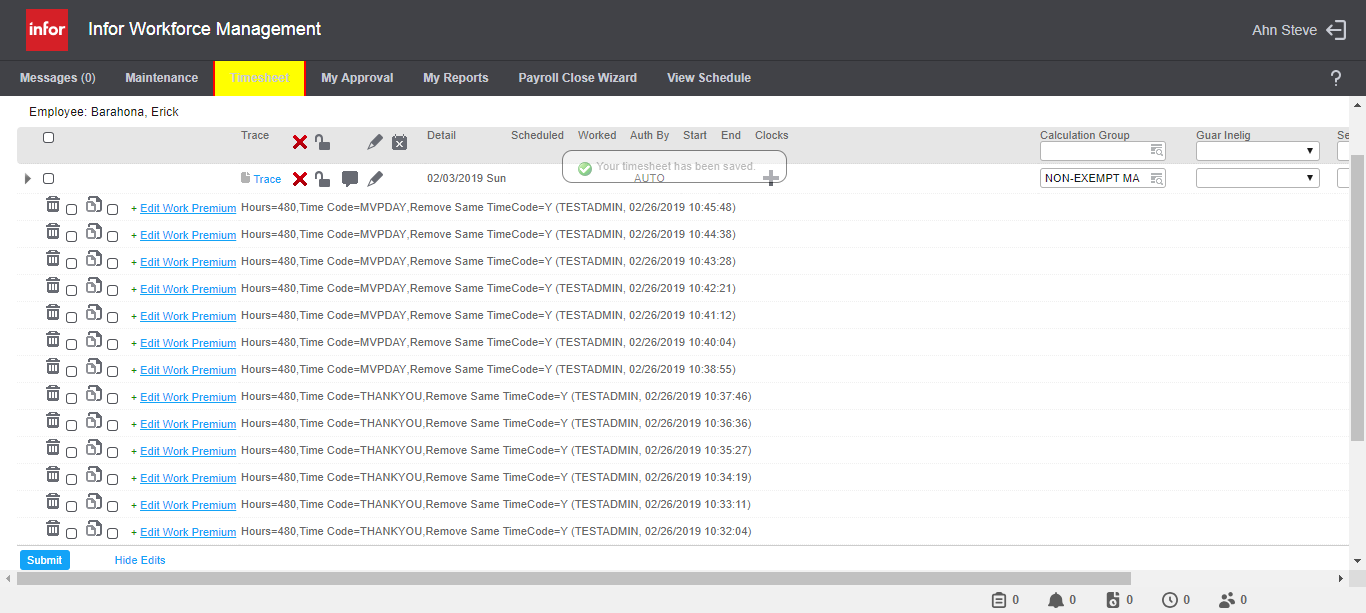 infor Infor Workforce Management Ahn Steve
Messages (0) Maintenance Timesheet My Approval My Reports Payroll Close Wizard View Schedule ?
Employee: Barahona, Erick
Trace Detail Scheduled Worked Auth By Start End Clocks Calculation Group Guar Inelig Se
Your timesheet has been saved.
Trace 02/03/2019 Sun AUTO NON-EXEMPT MA
+ Edit Work Premium Hours=480,Time Code=MVPDAY,Remove Same TimeCode=Y (TESTADMIN, 02/26/2019 10:45:48)
+ Edit Work Premium Hours=480,Time Code=MVPDAY,Remove Same TimeCode=Y (TESTADMIN, 02/26/2019 10:44:38)
+ Edit Work Premium Hours=480,Time Code=MVPDAY,Remove Same TimeCode=Y (TESTADMIN, 02/26/2019 10:43:28)
+ Edit Work Premium Hours=480,Time Code=MVPDAY,Remove Same TimeCode=Y (TESTADMIN, 02/26/2019 10:42:21)
+ Edit Work Premium Hours=480,Time Code=MVPDAY,Remove Same TimeCode=Y (TESTADMIN, 02/26/2019 10:41:12)
+ Edit Work Premium Hours=480,Time Code=MVPDAY,Remove Same TimeCode=Y (TESTADMIN, 02/26/2019 10:40:04)
+ Edit Work Premium Hours=480,Time Code=MVPDAY,Remove Same TimeCode=Y (TESTADMIN, 02/26/2019 10:38:55)
+ Edit Work Premium Hours=480,Time Code=THANKYOU,Remove Same TimeCode=Y (TESTADMIN, 02/26/2019 10:37:46)
+ Edit Work Premium Hours=480,Time Code=THANKYOU,Remove Same TimeCode=Y (TESTADMIN, 02/26/2019 10:36:36)
+ Edit Work Premium Hours=480,Time Code=THANKYOU,Remove Same TimeCode=Y (TESTADMIN, 02/26/2019 10:35:27)
+ Edit Work Premium Hours=480,Time Code=THANKYOU,Remove Same TimeCode=Y (TESTADMIN, 02/26/2019 10:34:19)
+ Edit Work Premium Hours=480,Time Code=THANKYOU,Remove Same TimeCode=Y (TESTADMIN, 02/26/2019 10:33:11)
+ Edit Work Premium Hours=480,Time Code=THANKYOU,Remove Same TimeCode=Y (TESTADMIN, 02/26/2019 10:32:04)
Submit Hide Edits
0 0 0 0 0